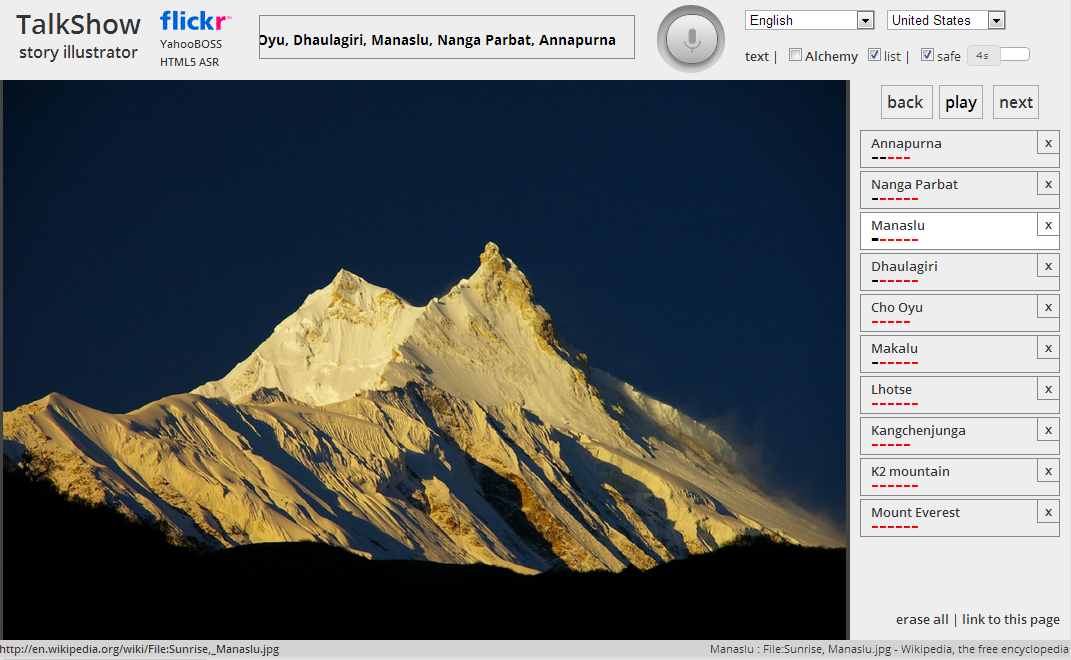 TalkShow
story illustrator
flickr™
YahooBOSS
HTML5 ASR
Oyu, Dhaulagiri, Manaslu, Nanga Parbat, Annapurna
English
United States
text | Alchemy list | safe 4s
back play next
Annapurna x
Nanga Parbat x
Manaslu x
Dhaulagiri x
Cho Oyu x
Makalu x
Lhotse x
Kangchenjunga x
K2 mountain x
Mount Everest x
erase all | link to this page
http://en.wikipedia.org/wiki/File:Sunrise,_Manaslu.jpg
Manaslu : File:Sunrise, Manaslu.jpg - Wikipedia, the free encyclopedia